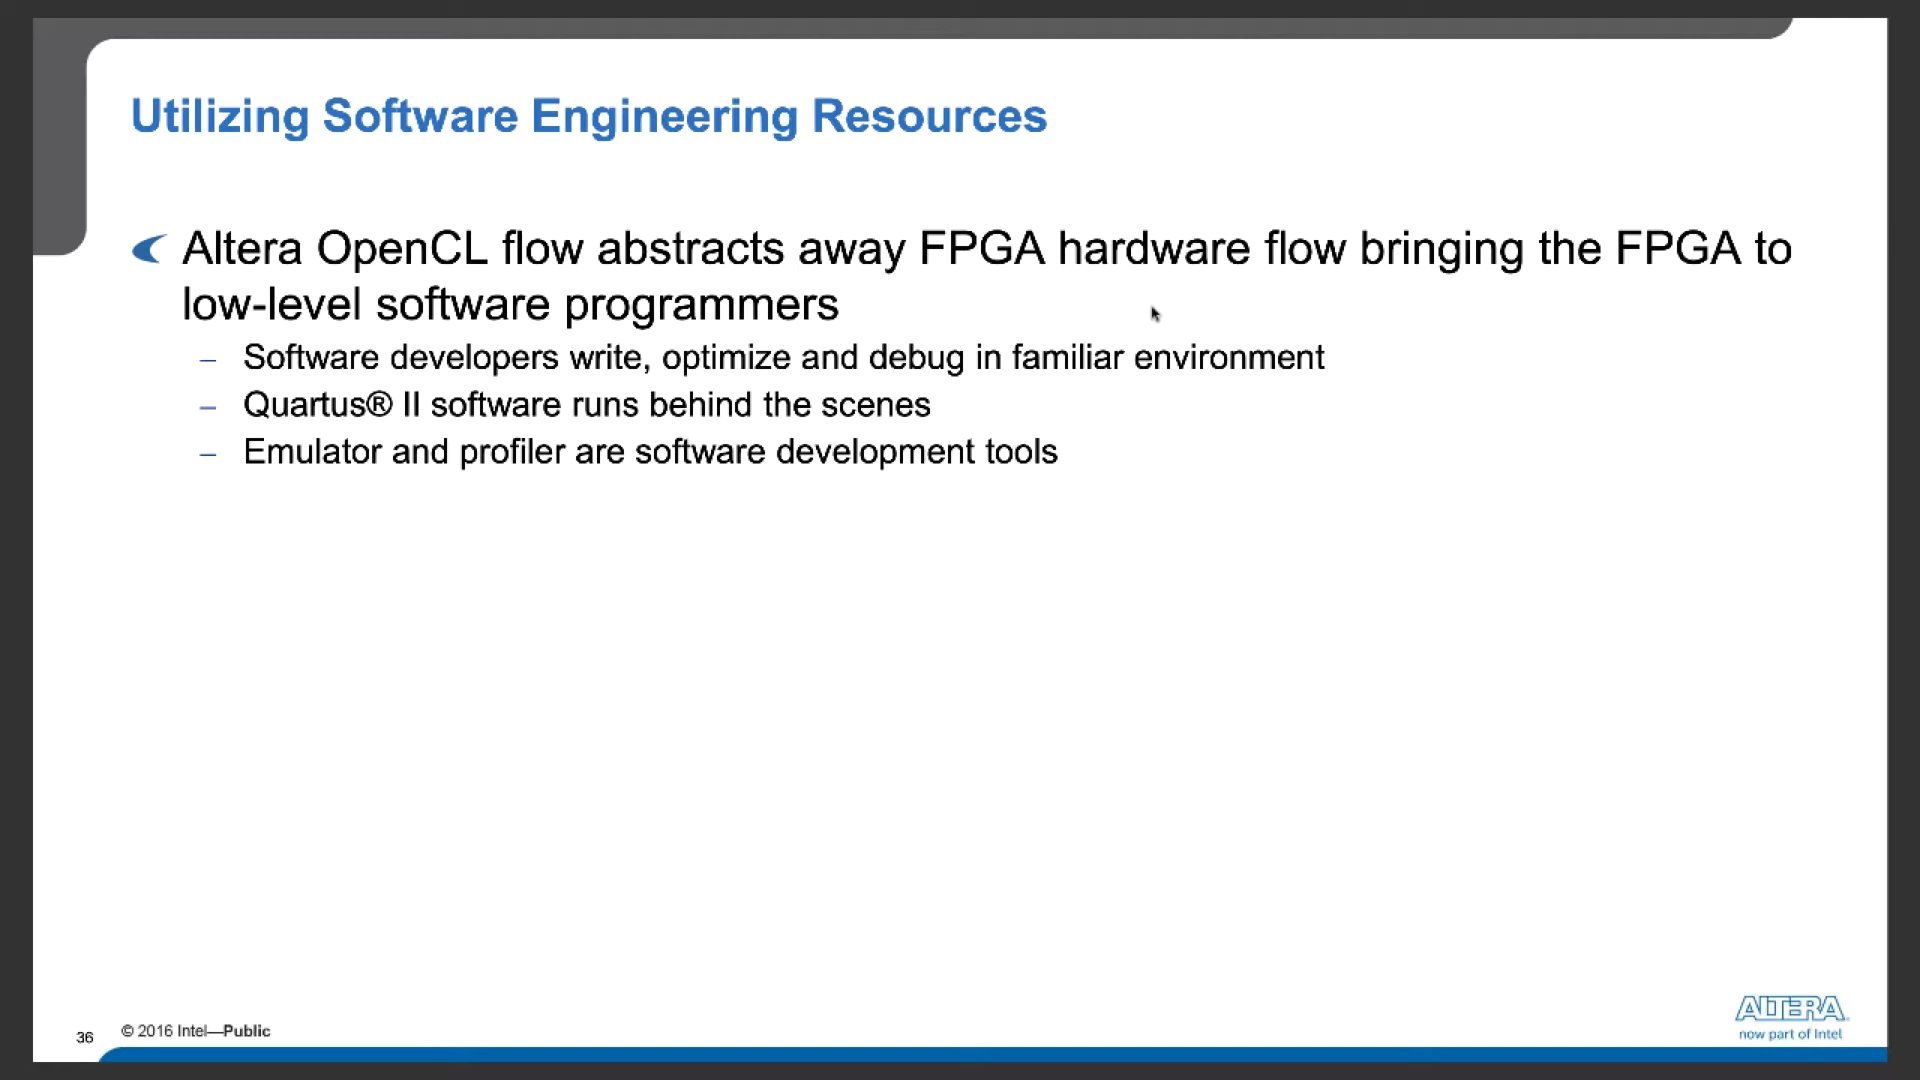 Utilizing Software Engineering Resources
Altera OpenCL flow abstracts away FPGA hardware flow bringing the FPGA to
low-level software programmers
– Software developers write, optimize and debug in familiar environment
– Quartus® II software runs behind the scenes
– Emulator and profiler are software development tools
36
© 2016 Intel—Public
ALTERA
now part of Intel